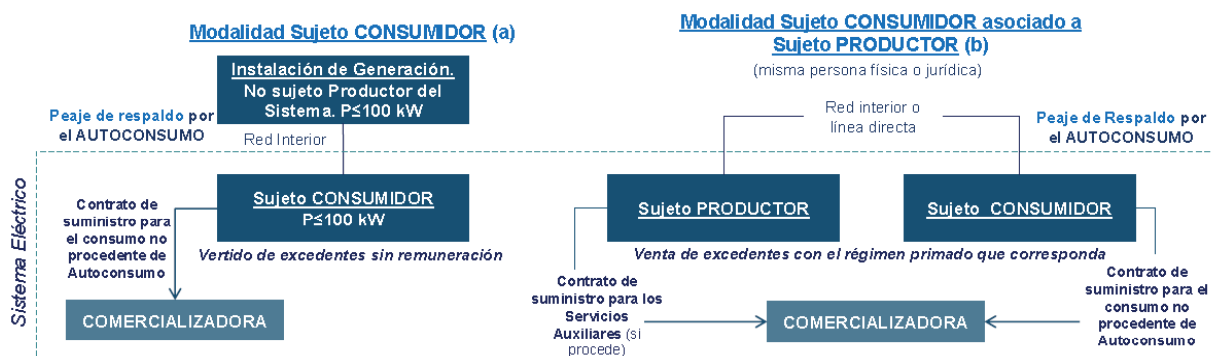 Modalidad Sujeto CONSUMIDOR (a)
Instalación de Generación.
No sujeto Productor del
Sistema. P≤100 kW
Peaje de respaldo por
el AUTOCONSUMO
Red Interior
Sujeto CONSUMIDOR
P≤100 kW
Contrato de
suministro para
el consumo no
procedente de
Autoconsumo
Vertido de excedentes sin remuneración
COMERCIALIZADORA
Sistema Eléctrico
Modalidad Sujeto CONSUMIDOR asociado a
Sujeto PRODUCTOR (b)
(misma persona física o jurídica)
Red interior o
línea directa
Peaje de Respaldo por
el AUTOCONSUMO
Sujeto PRODUCTOR
Sujeto CONSUMIDOR
Venta de excedentes con el régimen primado que corresponda
Contrato de
suministro para los
Servicios
Auxiliares (si
procede)
COMERCIALIZADORA
Contrato de
suministro para el
consumo no
procedente de
Autoconsumo